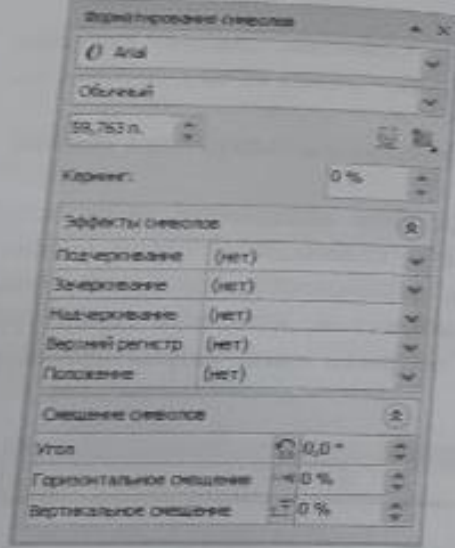 Форматирование символов
O Arial
Обычный
59,763 п.
Кернинг: 0 %
Эффекты символов
Подчеркивание (нет)
Зачеркивание (нет)
Надчеркивание (нет)
Верхний регистр (нет)
Положение (нет)
Смещение символов
Угол 0,0 °
Горизонтальное смещение 0 %
Вертикальное смещение 0 %